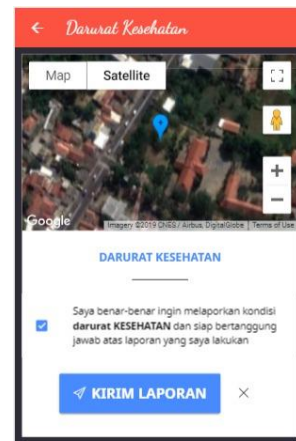 Darurat Kesehatan
Map Satellite
Google
Imagery ©2019 CNES / Airbus, DigitalGlobe Terms of Use
DARURAT KESEHATAN
Saya benar-benar ingin melaporkan kondisi
darurat KESEHATAN dan siap bertanggung
jawab atas laporan yang saya lakukan
KIRIM LAPORAN